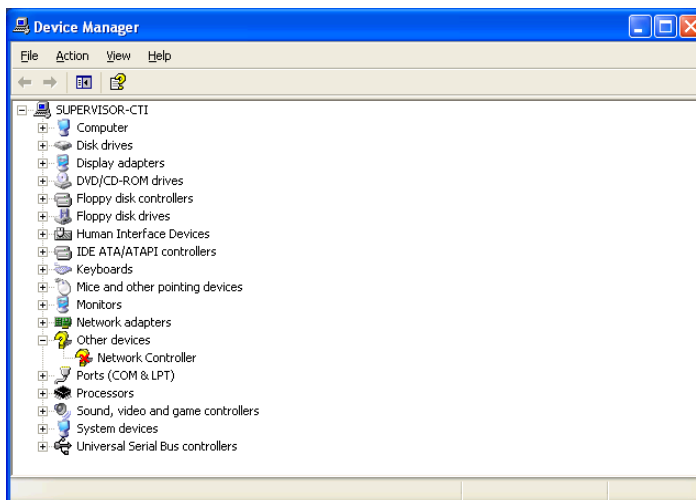 Device Manager
File Action View Help
SUPERVISOR-CTI
Computer
Disk drives
Display adapters
DVD/CD-ROM drives
Floppy disk controllers
Floppy disk drives
Human Interface Devices
IDE ATA/ATAPI controllers
Keyboards
Mice and other pointing devices
Monitors
Network adapters
Other devices
Network Controller
Ports (COM & LPT)
Processors
Sound, video and game controllers
System devices
Universal Serial Bus controllers